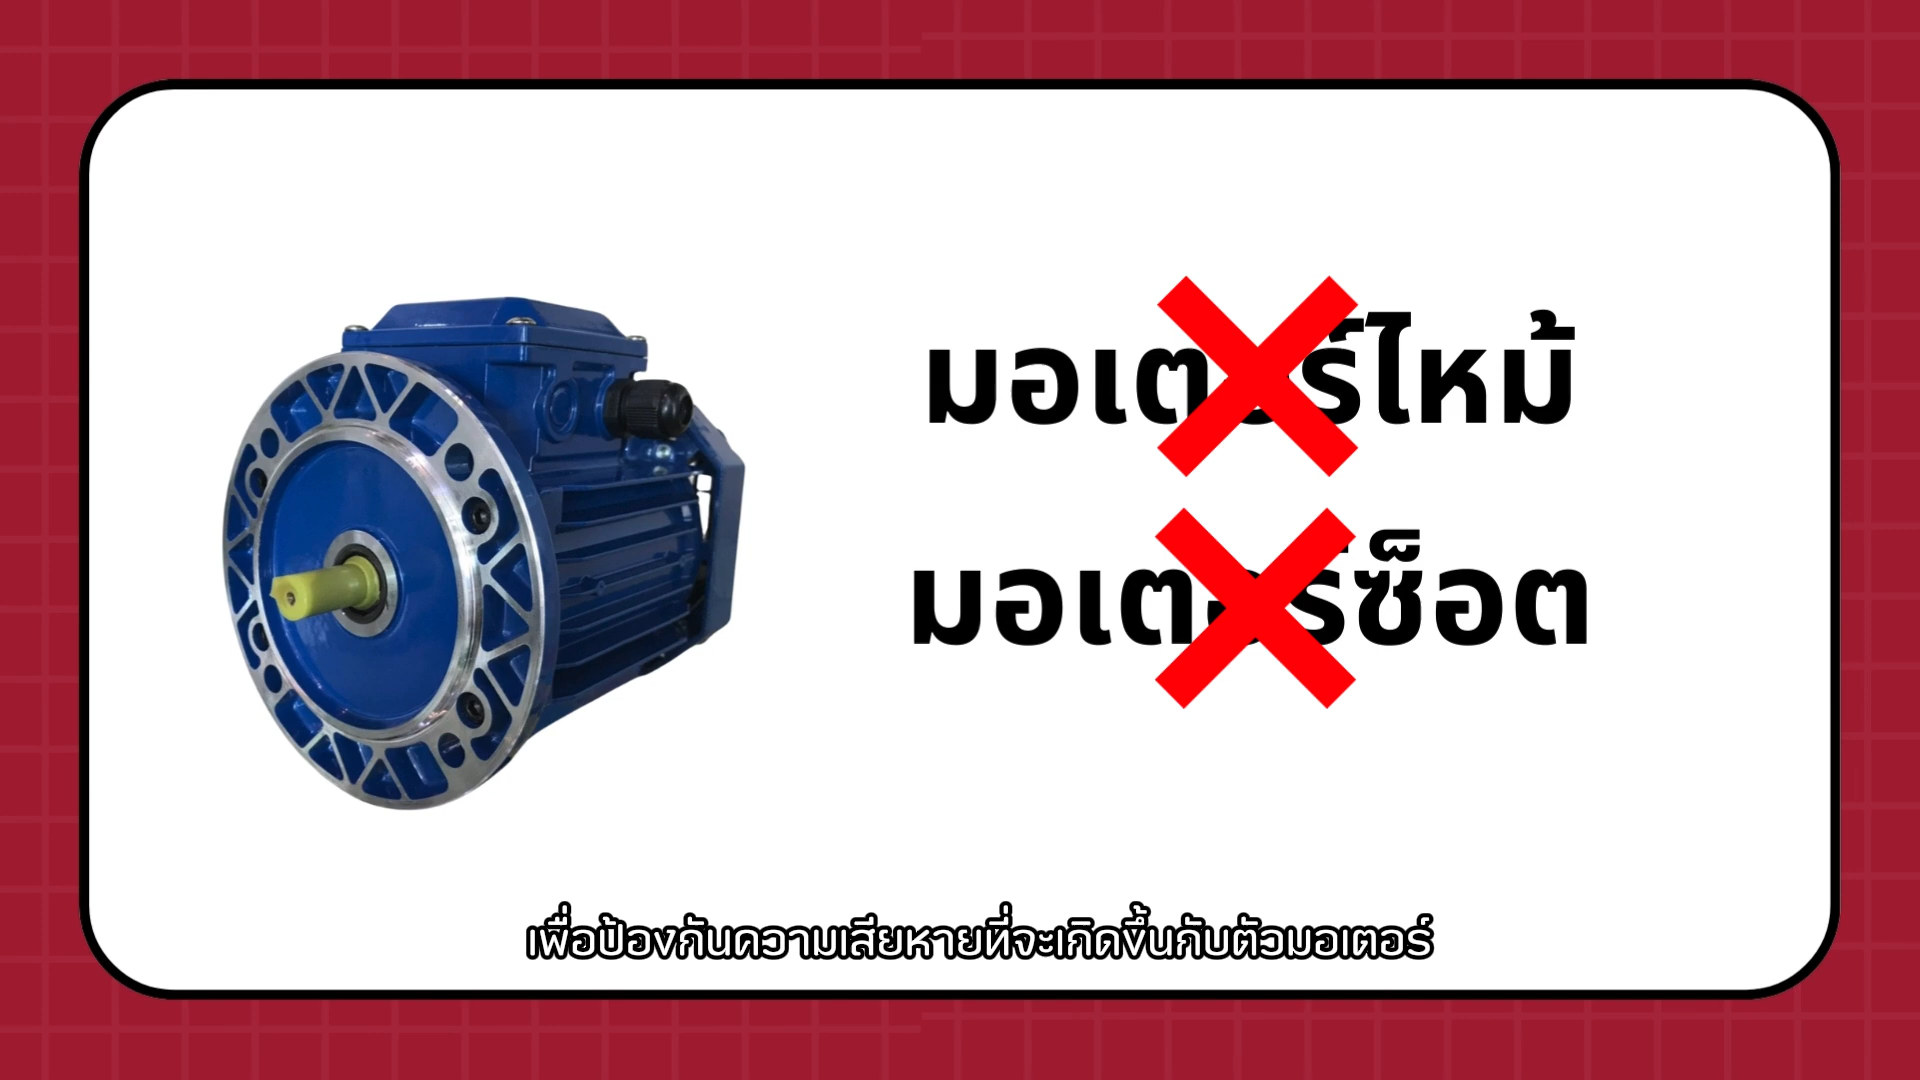 มอเตอร์ไหม้
มอเตอร์ซ็อต
เพื่อป้องกันความเสียหายที่จะเกิดขึ้นกับตัวมอเตอร์